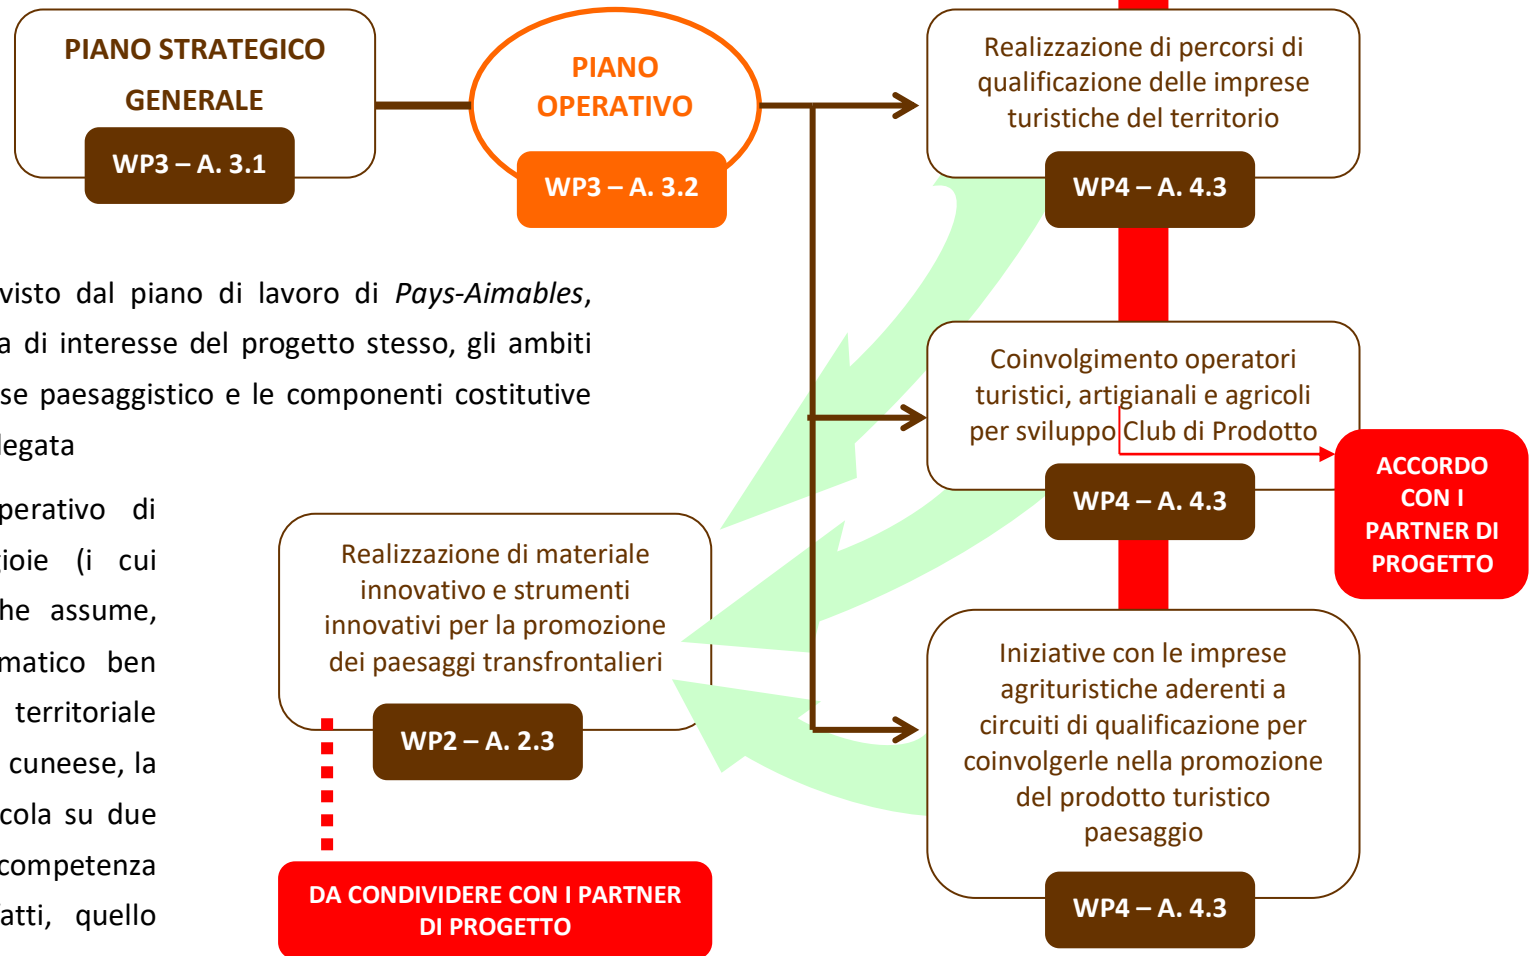 PIANO STRATEGICO
GENERALE
WP3 – A. 3.1
PIANO
OPERATIVO
WP3 – A. 3.2
Realizzazione di percorsi di
qualificazione delle imprese
turistiche del territorio
WP4 – A. 4.3
visto dal piano di lavoro di Pays-Aimables,
a di interesse del progetto stesso, gli ambiti
se paesaggistico e le componenti costitutive
legata
perativo di
gioie (i cui
che assume,
matico ben
territoriale
cuneese, la
cola su due
competenza
fatti, quello
Coinvolgimento operatori
turistici, artigianali e agricoli
per sviluppo Club di Prodotto
WP4 – A. 4.3
ACCORDO
CON I
PARTNER DI
PROGETTO
Realizzazione di materiale
innovativo e strumenti
innovativi per la promozione
dei paesaggi transfrontalieri
WP2 – A. 2.3
DA CONDIVIDERE CON I PARTNER
DI PROGETTO
Iniziative con le imprese
agrituristiche aderenti a
circuiti di qualificazione per
coinvolgerle nella promozione
del prodotto turistico
paesaggio
WP4 – A. 4.3